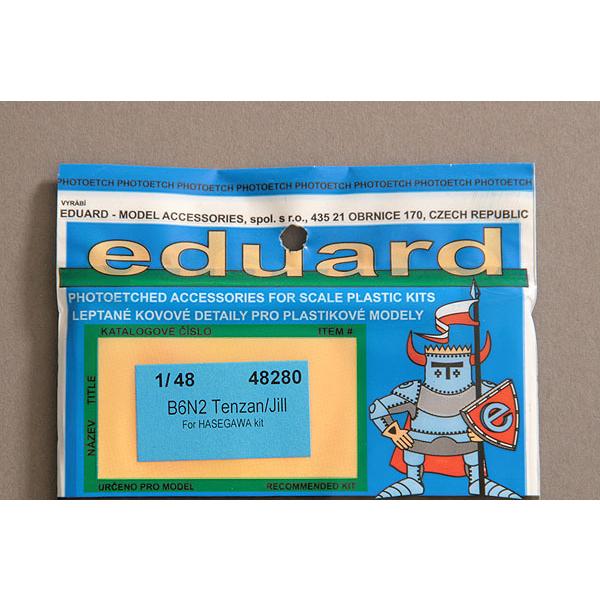 PHOTOETCH PHOTOETCH PHOTOETCH PHOTOETCH PHOTOETCH PHOTOETCH PHOTOETCH PHOTOETCH
VYRÁBÍ
EDUARD - MODEL ACCESSORIES, spol. s r.o., 435 21 OBRNICE 170, CZECH REPUBLIC
eduard
PHOTOETCHED ACCESSORIES FOR SCALE PLASTIC KITS
LEPTANÉ KOVOVÉ DETAILY PRO PLASTIKOVÉ MODELY
KATALOGOVÉ ČÍSLO ITEM #
NÁZEV TITLE
1/48 48280
B6N2 Tenzan/Jill
For HASEGAWA kit
e
URČENO PRO MODEL RECOMMENDED KIT